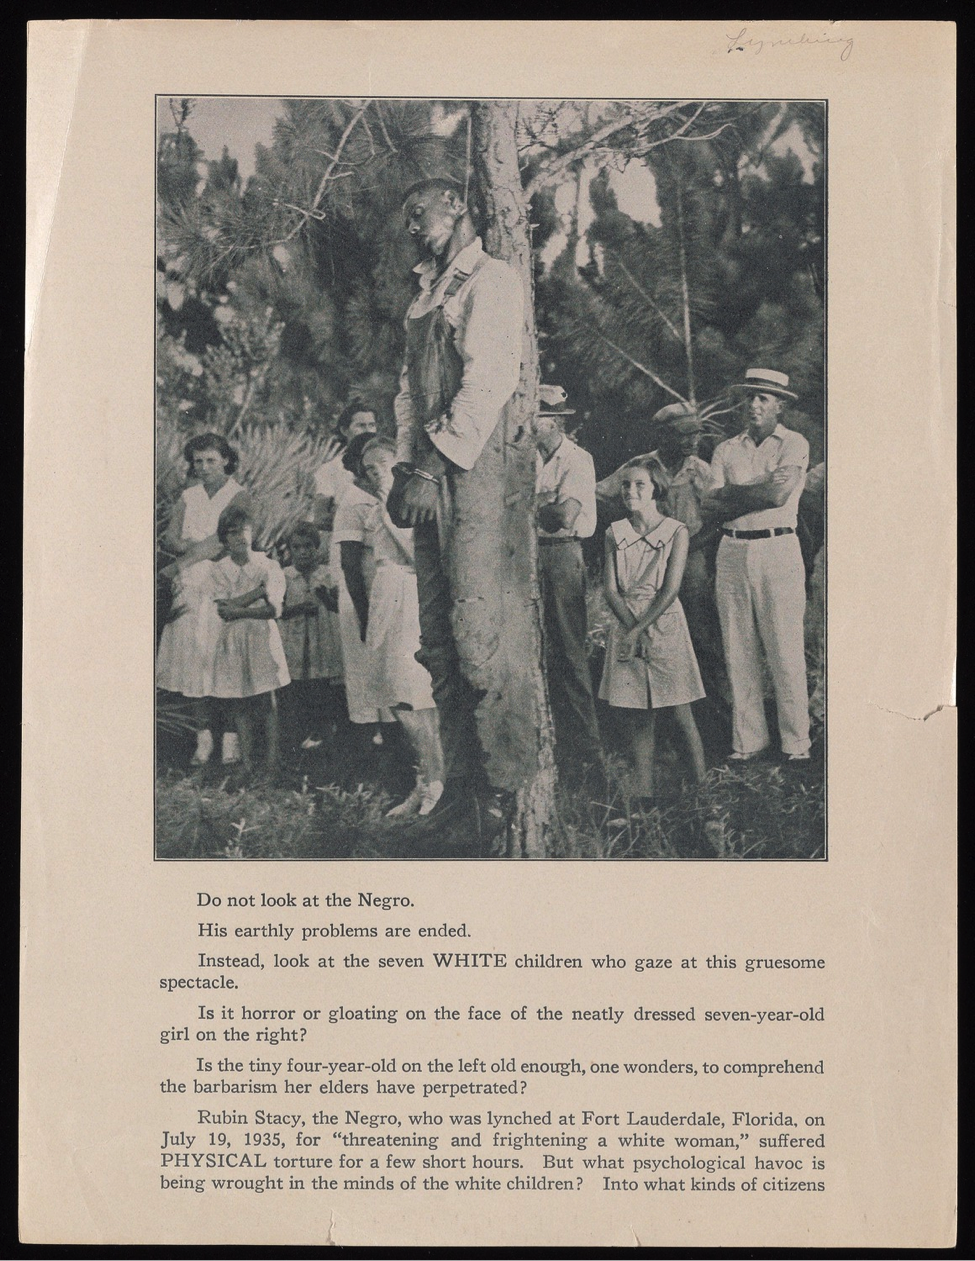 Lynching
Do not look at the Negro.
His earthly problems are ended.
Instead, look at the seven WHITE children who gaze at this gruesome
spectacle.
Is it horror or gloating on the face of the neatly dressed seven-year-old
girl on the right?
Is the tiny four-year-old on the left old enough, one wonders, to comprehend
the barbarism her elders have perpetrated?
Rubin Stacy, the Negro, who was lynched at Fort Lauderdale, Florida, on
July 19, 1935, for “threatening and frightening a white woman,” suffered
PHYSICAL torture for a few short hours. But what psychological havoc is
being wrought in the minds of the white children? Into what kinds of citizens